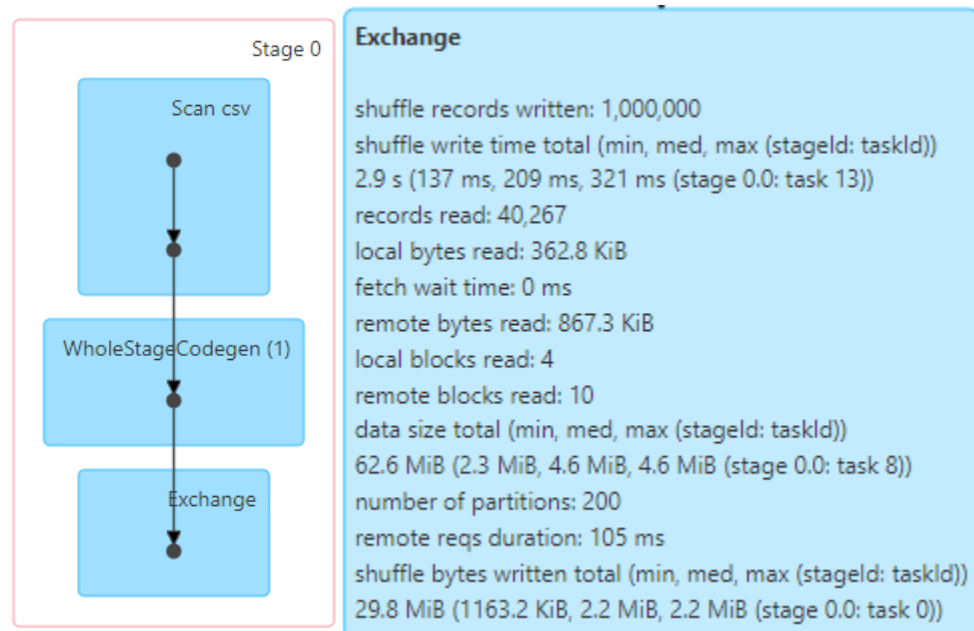 Stage 0
Scan csv
WholeStageCodegen (1)
Exchange
Exchange
shuffle records written: 1,000,000
shuffle write time total (min, med, max (stageId: taskId))
2.9 s (137 ms, 209 ms, 321 ms (stage 0.0: task 13))
records read: 40,267
local bytes read: 362.8 KiB
fetch wait time: 0 ms
remote bytes read: 867.3 KiB
local blocks read: 4
remote blocks read: 10
data size total (min, med, max (stageId: taskId))
62.6 MiB (2.3 MiB, 4.6 MiB, 4.6 MiB (stage 0.0: task 8))
number of partitions: 200
remote reqs duration: 105 ms
shuffle bytes written total (min, med, max (stageId: taskId))
29.8 MiB (1163.2 KiB, 2.2 MiB, 2.2 MiB (stage 0.0: task 0))